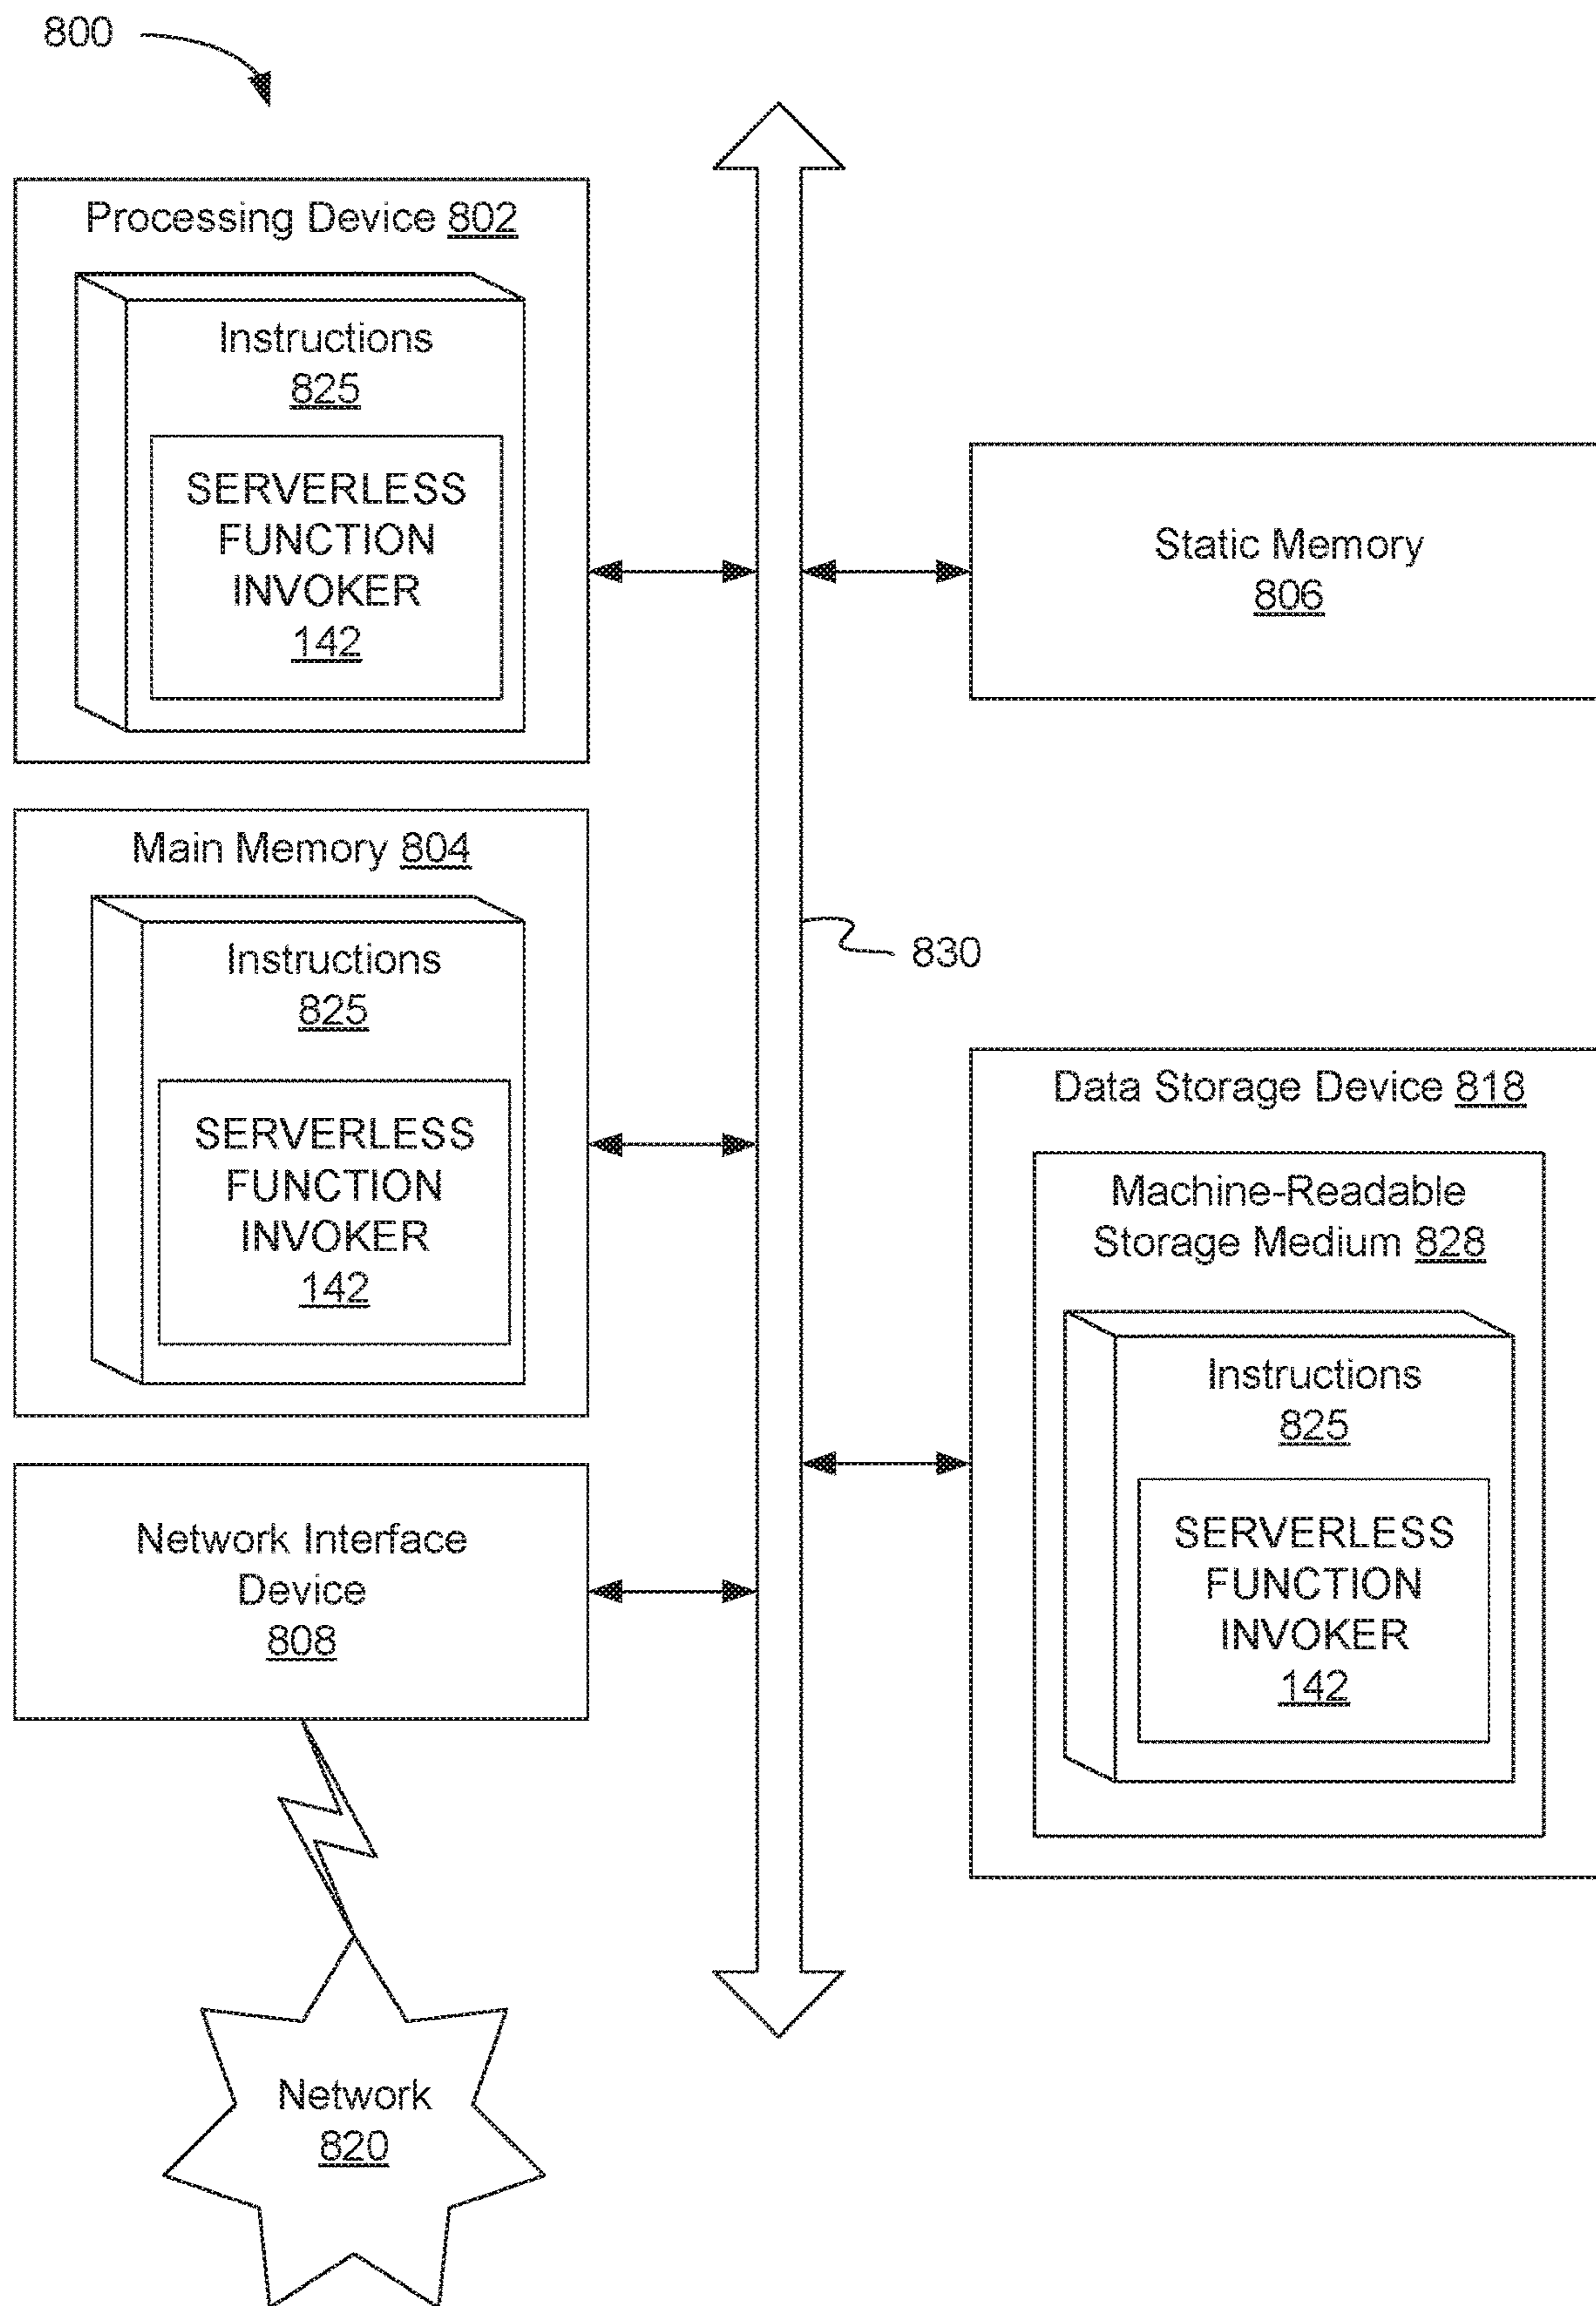 800
Processing Device 802
Instructions
825
SERVERLESS
FUNCTION
INVOKER
142
Static Memory
806
Main Memory 804
Instructions
825
SERVERLESS
FUNCTION
INVOKER
142
830
Data Storage Device 818
Machine-Readable
Storage Medium 828
Instructions
825
SERVERLESS
FUNCTION
INVOKER
142
Network Interface
Device
808
Network
820